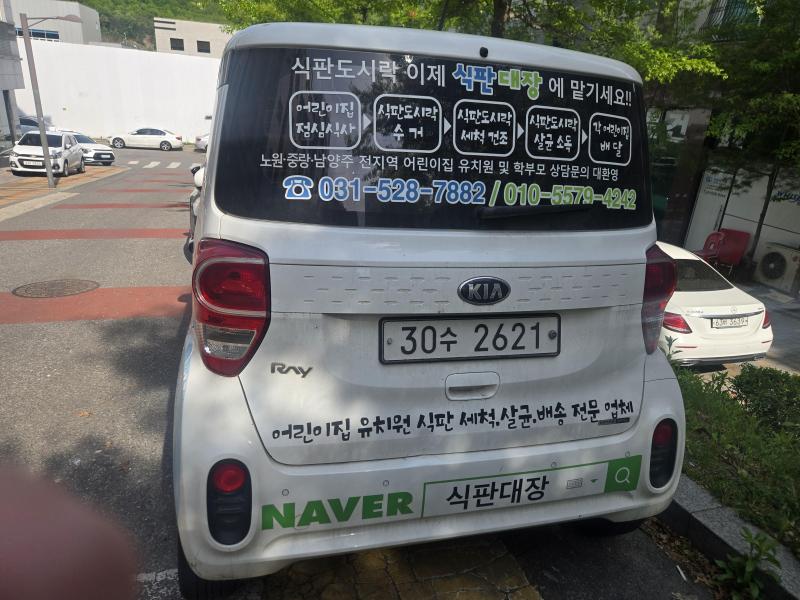 식판도시락 이제 식판대장 에 맡기세요!!
어린이집 점심식사
식판도시락 수거
식판도시락 세척 건조
식판도시락 살균 소독
각 어린이집 배달
노원·중랑·남양주 전지역 어린이집 유치원 및 학부모 상담문의 대환영
☎ 031-528-7882 / 010-5579-4242
KIA
30수 2621
Ray
어린이집 유치원 식판 세척.살균.배송 전문 업체
NAVER 식판대장